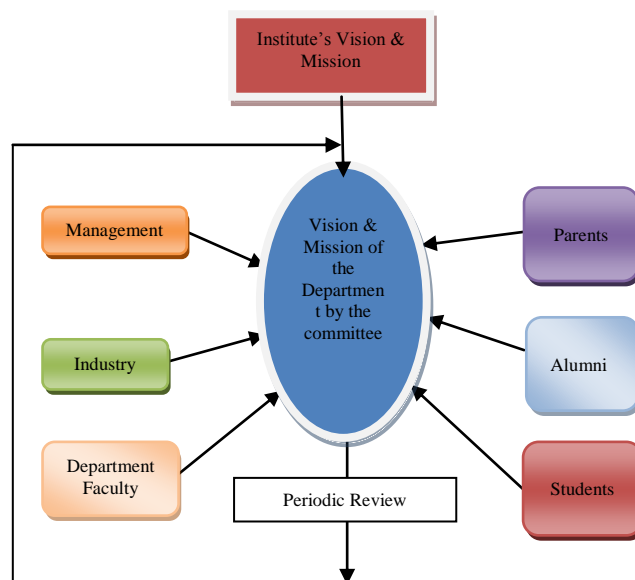 Institute’s Vision &
Mission
Management
Industry
Department
Faculty
Vision &
Mission of
the
Departmen
t by the
committee
Parents
Alumni
Students
Periodic Review